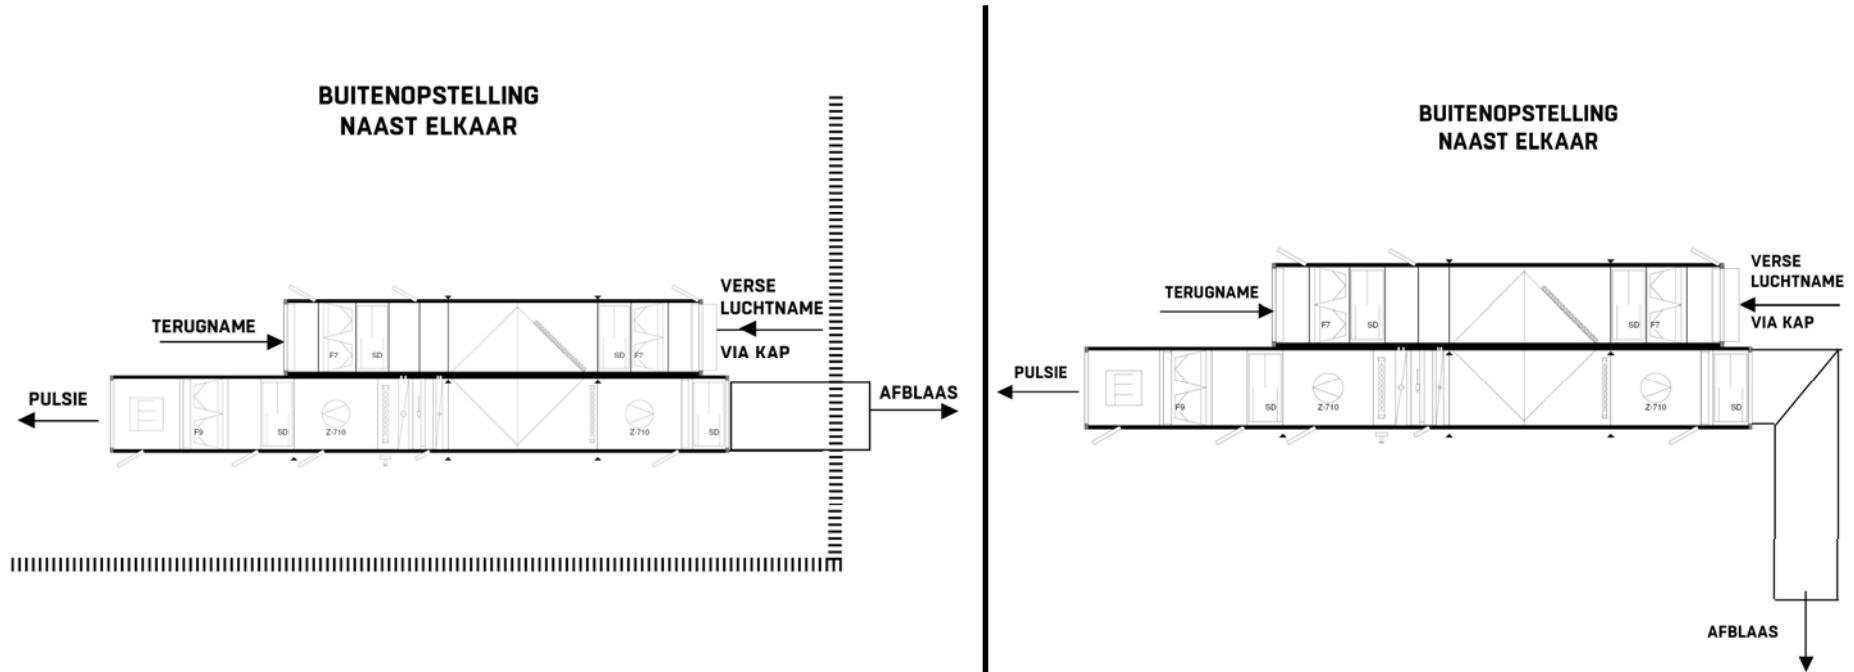 BUITENOPSTELLING
NAAST ELKAAR
VERSE
LUCHTNAME
VIA KAP
TERUGNAME
PULSIE
AFBLAAS
F7
SD
SD
F7
E
F9
SD
Z-710
Z-710
SD
BUITENOPSTELLING
NAAST ELKAAR
VERSE
LUCHTNAME
VIA KAP
TERUGNAME
PULSIE
F7
SD
SD
F7
E
F9
SD
Z-710
Z-710
SD
AFBLAAS